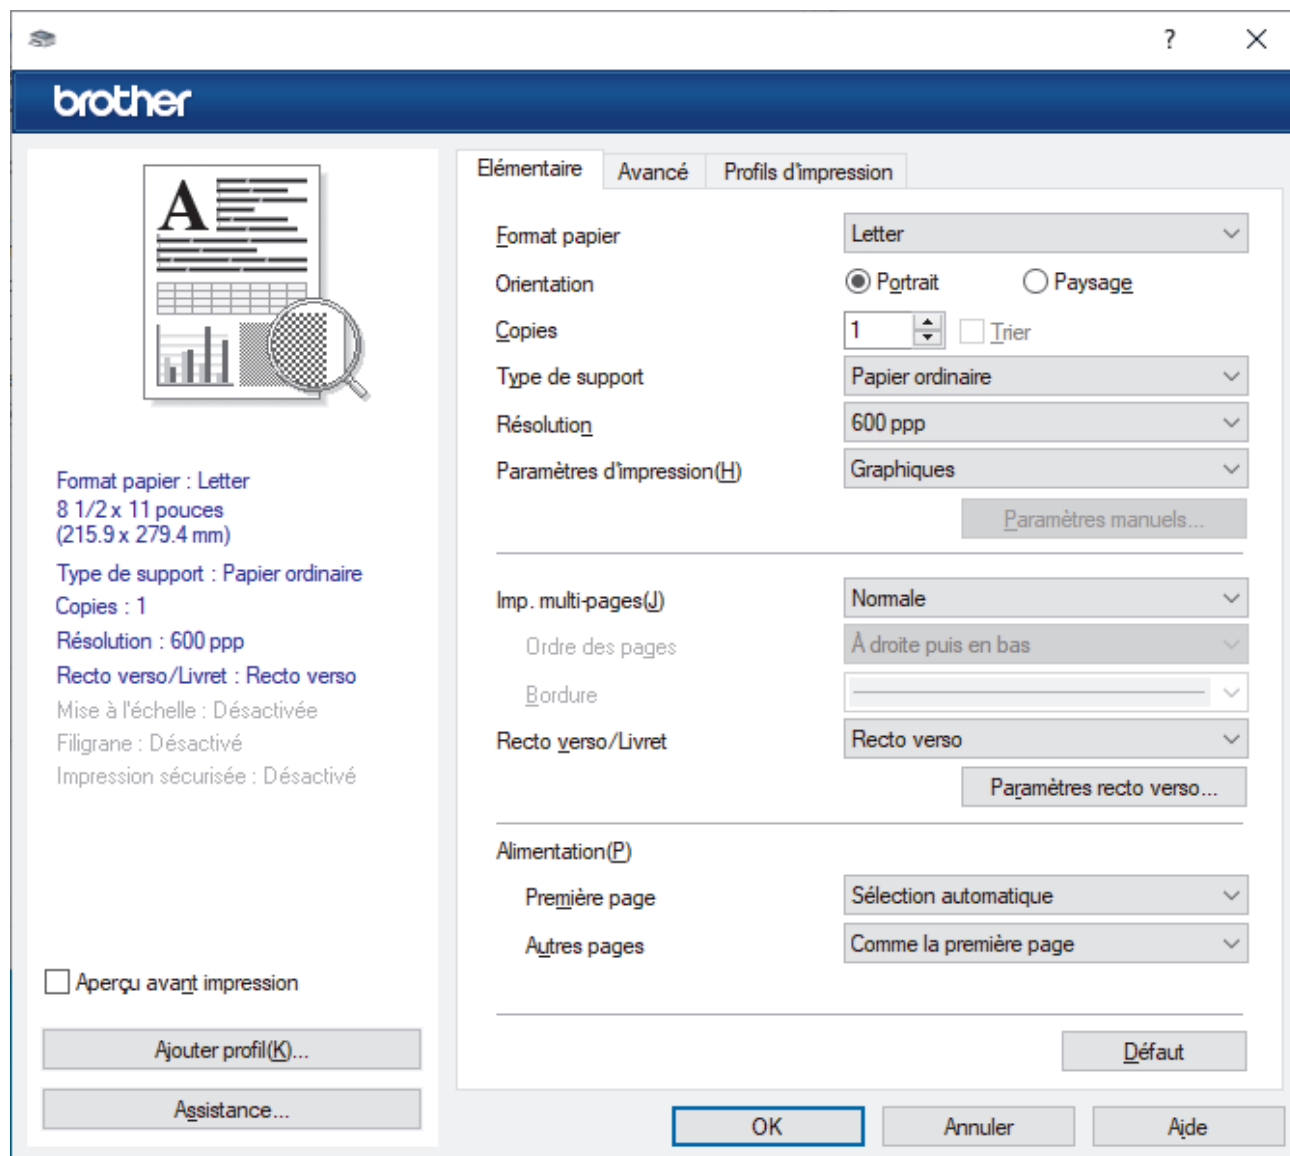 ?
brother
A
Format papier : Letter
8 1/2 x 11 pouces
(215.9 x 279.4 mm)
Type de support : Papier ordinaire
Copies : 1
Résolution : 600 ppp
Recto verso/Livret : Recto verso
Mise à l'échelle : Désactivée
Filigrane : Désactivé
Impression sécurisée : Désactivé
Aperçu avant impression
Ajouter profil(K)...
Assistance...
Elémentaire Avancé Profils d'impression
Format papier Letter
Orientation Portrait Paysage
Copies 1 Trier
Type de support Papier ordinaire
Résolution 600 ppp
Paramètres d'impression(H) Graphiques
Paramètres manuels...
Imp. multi-pages(J) Normale
Ordre des pages À droite puis en bas
Bordure
Recto verso/Livret Recto verso
Paramètres recto verso...
Alimentation(P)
Première page Sélection automatique
Autres pages Comme la première page
Défaut
OK Annuler Aide